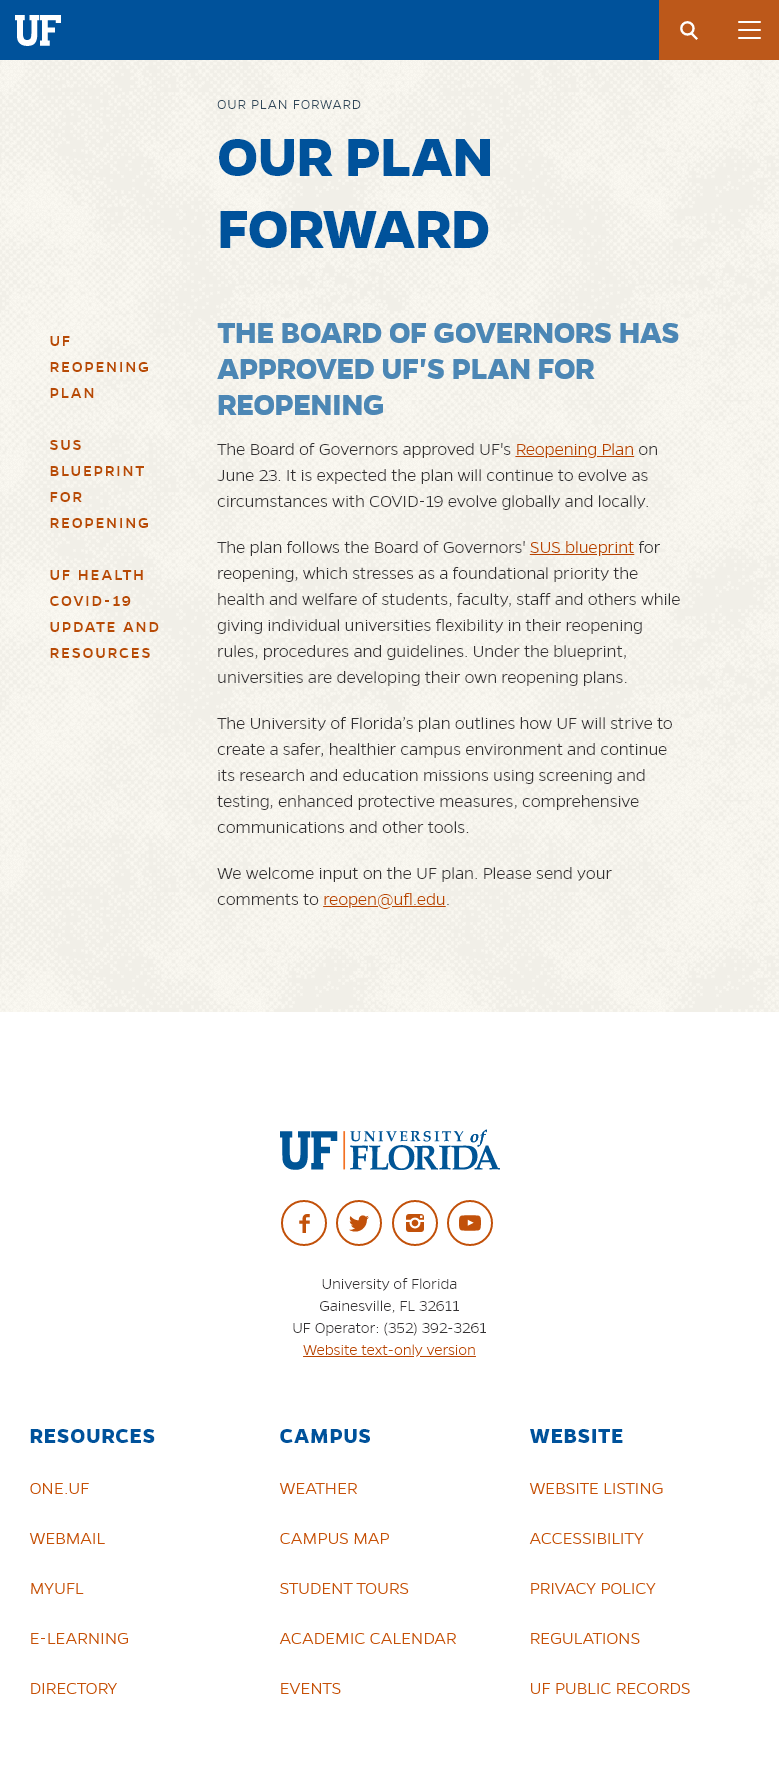 UF
OUR PLAN FORWARD
OUR PLAN
FORWARD
UF
REOPENING
PLAN
SUS
BLUEPRINT
FOR
REOPENING
UF HEALTH
COVID-19
UPDATE AND
RESOURCES
THE BOARD OF GOVERNORS HAS
APPROVED UF'S PLAN FOR
REOPENING
The Board of Governors approved UF's Reopening Plan on
June 23. It is expected the plan will continue to evolve as
circumstances with COVID-19 evolve globally and locally.
The plan follows the Board of Governors' SUS blueprint for
reopening, which stresses as a foundational priority the
health and welfare of students, faculty, staff and others while
giving individual universities flexibility in their reopening
rules, procedures and guidelines. Under the blueprint,
universities are developing their own reopening plans.
The University of Florida's plan outlines how UF will strive to
create a safer, healthier campus environment and continue
its research and education missions using screening and
testing, enhanced protective measures, comprehensive
communications and other tools.
We welcome input on the UF plan. Please send your
comments to reopen@ufl.edu.
UF UNIVERSITY of
FLORIDA
University of Florida
Gainesville, FL 32611
UF Operator: (352) 392-3261
Website text-only version
RESOURCES
ONE.UF
WEBMAIL
MYUFL
E-LEARNING
DIRECTORY
CAMPUS
WEATHER
CAMPUS MAP
STUDENT TOURS
ACADEMIC CALENDAR
EVENTS
WEBSITE
WEBSITE LISTING
ACCESSIBILITY
PRIVACY POLICY
REGULATIONS
UF PUBLIC RECORDS